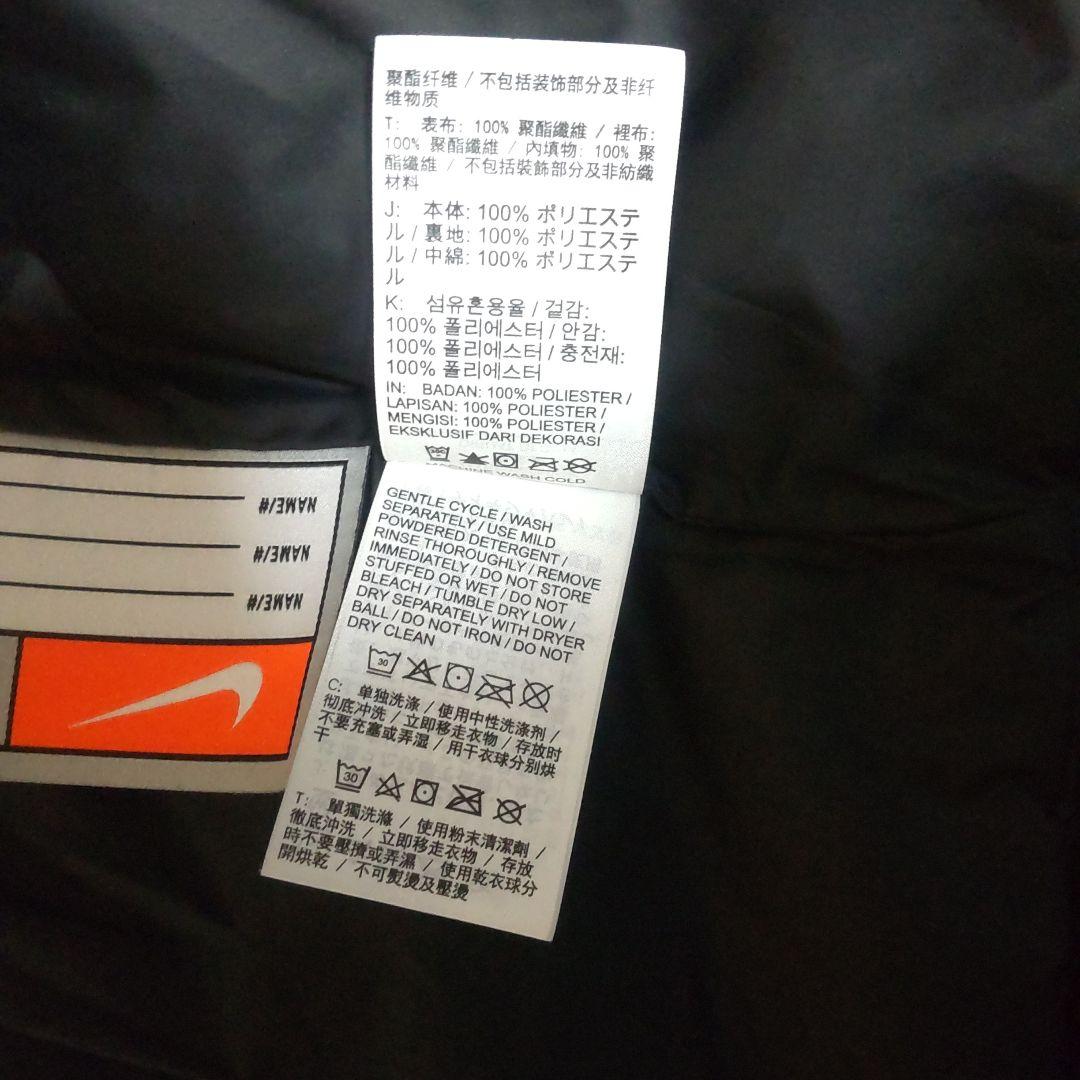 聚酯纤维 / 不包括装饰部分及非纤
维物质
T: 表布: 100% 聚酯纖維 / 裡布:
100% 聚酯纖維 / 內填物: 100% 聚
酯纖維 / 不包括裝飾部分及非紡織
材料
J: 本体: 100% ポリエステ
ル / 裏地: 100% ポリエステ
ル / 中綿: 100% ポリエステ
ル
K: 섬유혼용율 / 겉감:
100% 폴리에스터 / 안감:
100% 폴리에스터 / 충전재:
100% 폴리에스터
IN: BADAN: 100% POLIESTER /
LAPISAN: 100% POLIESTER /
MENGISI: 100% POLIESTER /
EKSKLUSIF DARI DEKORASI
MACHINE WASH COLD
GENTLE CYCLE / WASH
SEPARATELY / USE MILD
POWDERED DETERGENT /
RINSE THOROUGHLY / REMOVE
IMMEDIATELY / DO NOT STORE
STUFFED OR WET / DO NOT
BLEACH / TUMBLE DRY LOW /
DRY SEPARATELY WITH DRYER
BALL / DO NOT IRON / DO NOT
DRY CLEAN
30
C: 单独洗涤 / 使用中性洗涤剂 /
彻底冲洗 / 立即移走衣物 / 存放时
不要充塞或弄湿 / 用干衣球分别烘
干
30
T: 單獨洗滌 / 使用粉末清潔劑 /
徹底沖洗 / 立即移走衣物 / 存放
時不要壓擠或弄濕 / 使用乾衣球分
開烘乾 / 不可熨燙及壓燙
NAME/#
NAME/#
NAME/#